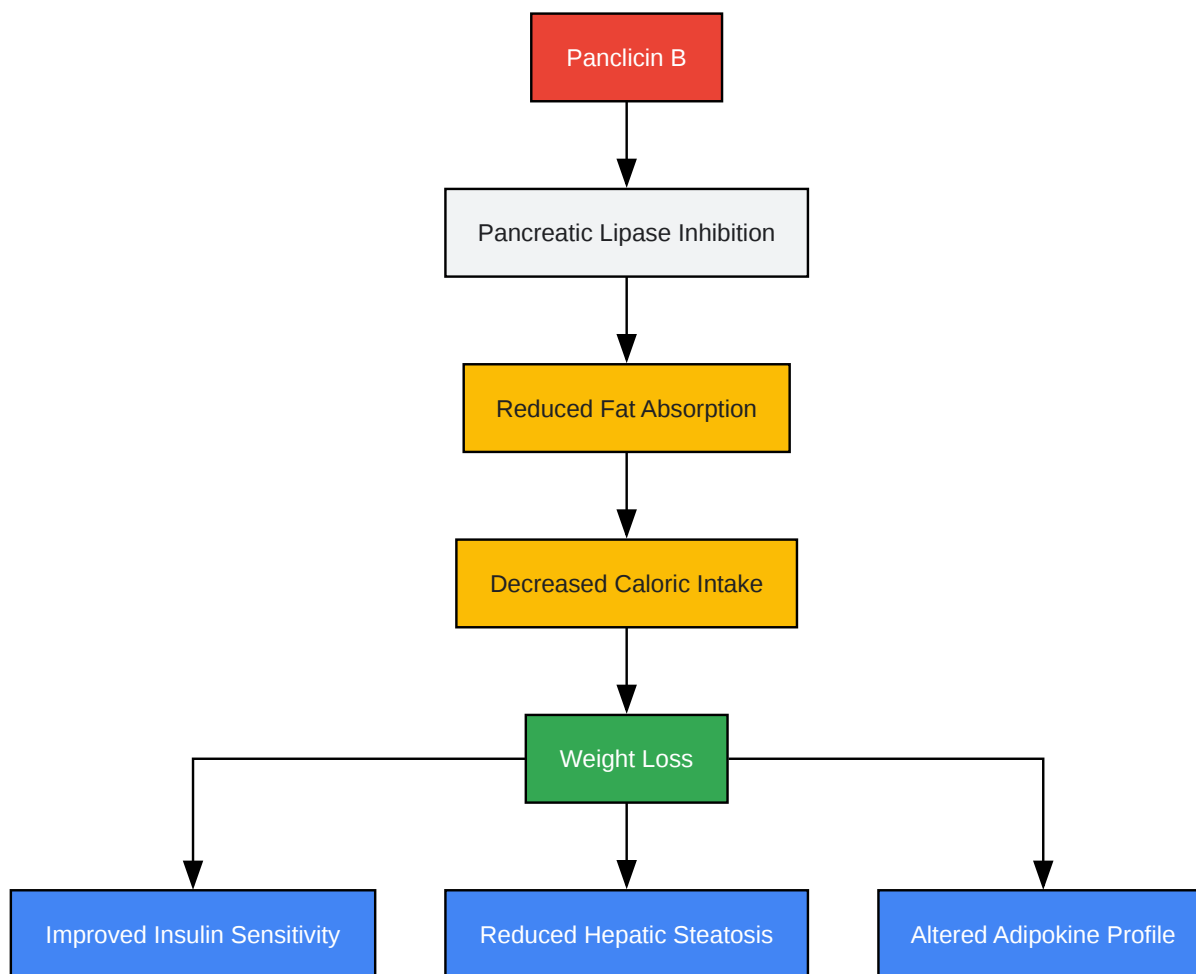 Panclicin B
Pancreatic Lipase Inhibition
Reduced Fat Absorption
Decreased Caloric Intake
Weight Loss
Improved Insulin Sensitivity
Reduced Hepatic Steatosis
Altered Adipokine Profile